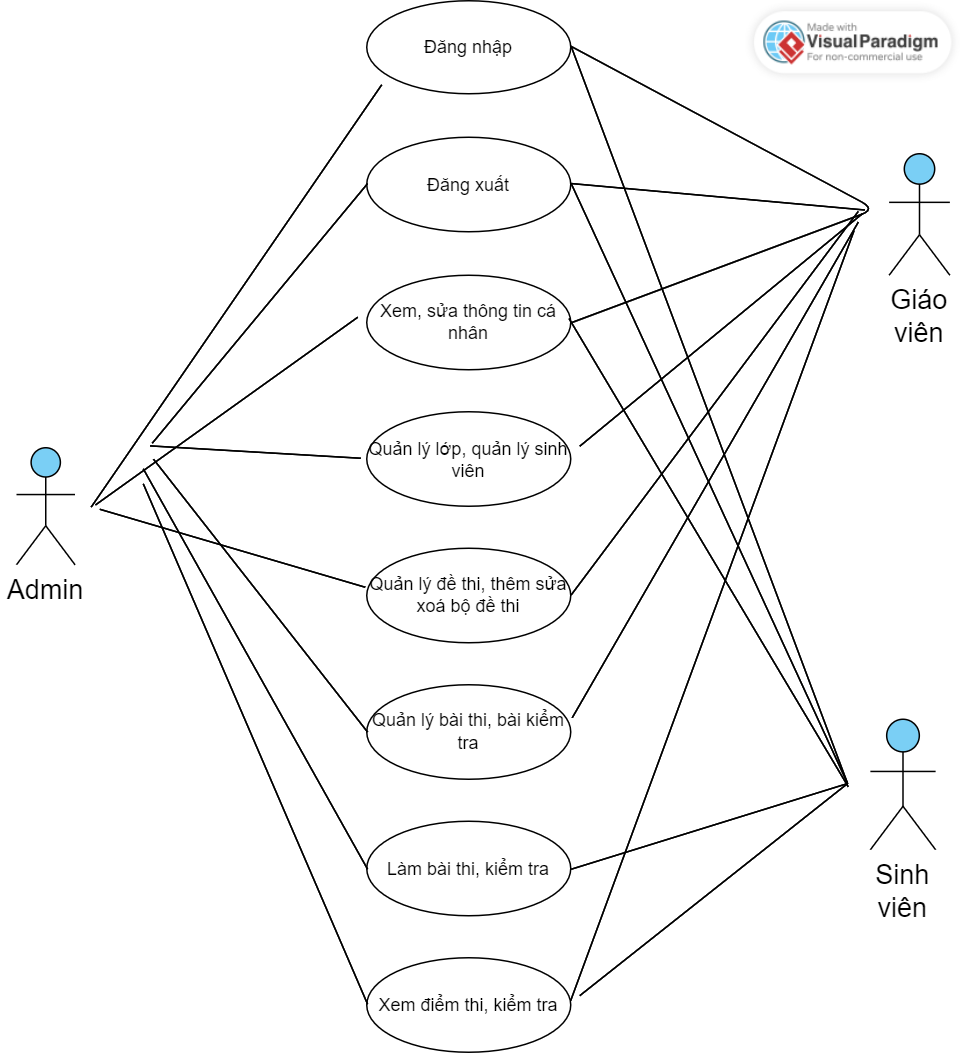 Đăng nhập
Made with
VisualParadigm
For non-commercial use
Đăng xuất
Giáo
viên
Xem, sửa thông tin cá
nhân
Quản lý lớp, quản lý sinh
viên
Admin
Quản lý đề thi, thêm sửa
xoá bộ đề thi
Quản lý bài thi, bài kiểm
tra
Làm bài thi, kiểm tra
Sinh
viên
Xem điểm thi, kiểm tra